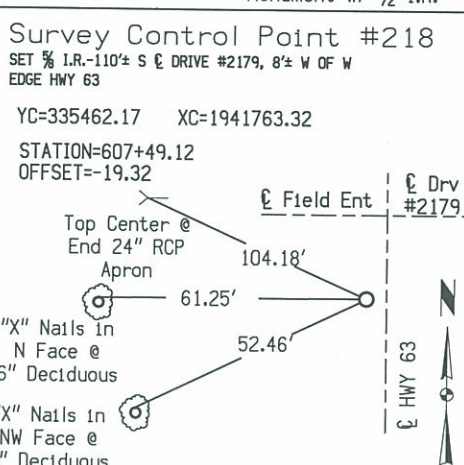 Survey Control Point #218
SET ⅝ I.R.-110'± S ℄ DRIVE #2179, 8'± W OF W
EDGE HWY 63
YC=335462.17 XC=1941763.32
STATION=607+49.12
OFFSET=-19.32
℄ Field Ent
℄ Drv
#2179
Top Center @
End 24" RCP
Apron
104.18'
61.25'
"X" Nails in
N Face @
6" Deciduous
52.46'
"X" Nails in
NW Face @
" Deciduous
℄ HWY 63
N